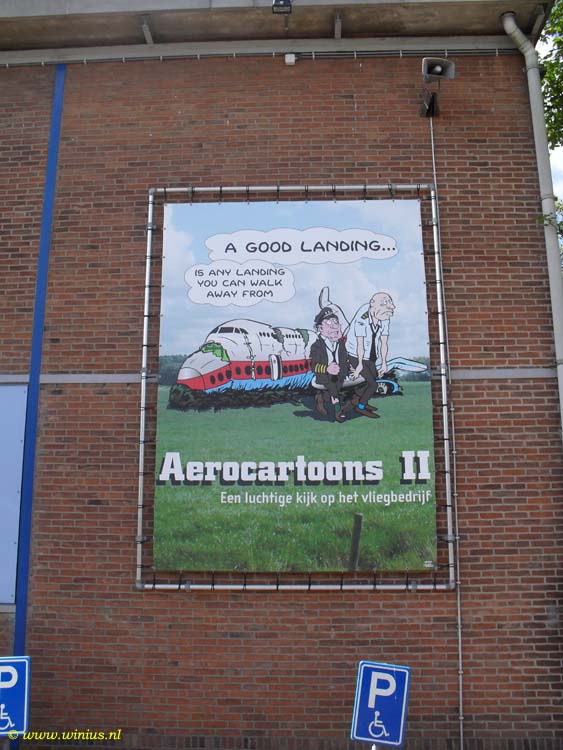 A GOOD LANDING...
IS ANY LANDING
YOU CAN WALK
AWAY FROM
Aerocartoons II
Een luchtige kijk op het vliegbedrijf
P
P
© www.winius.nl